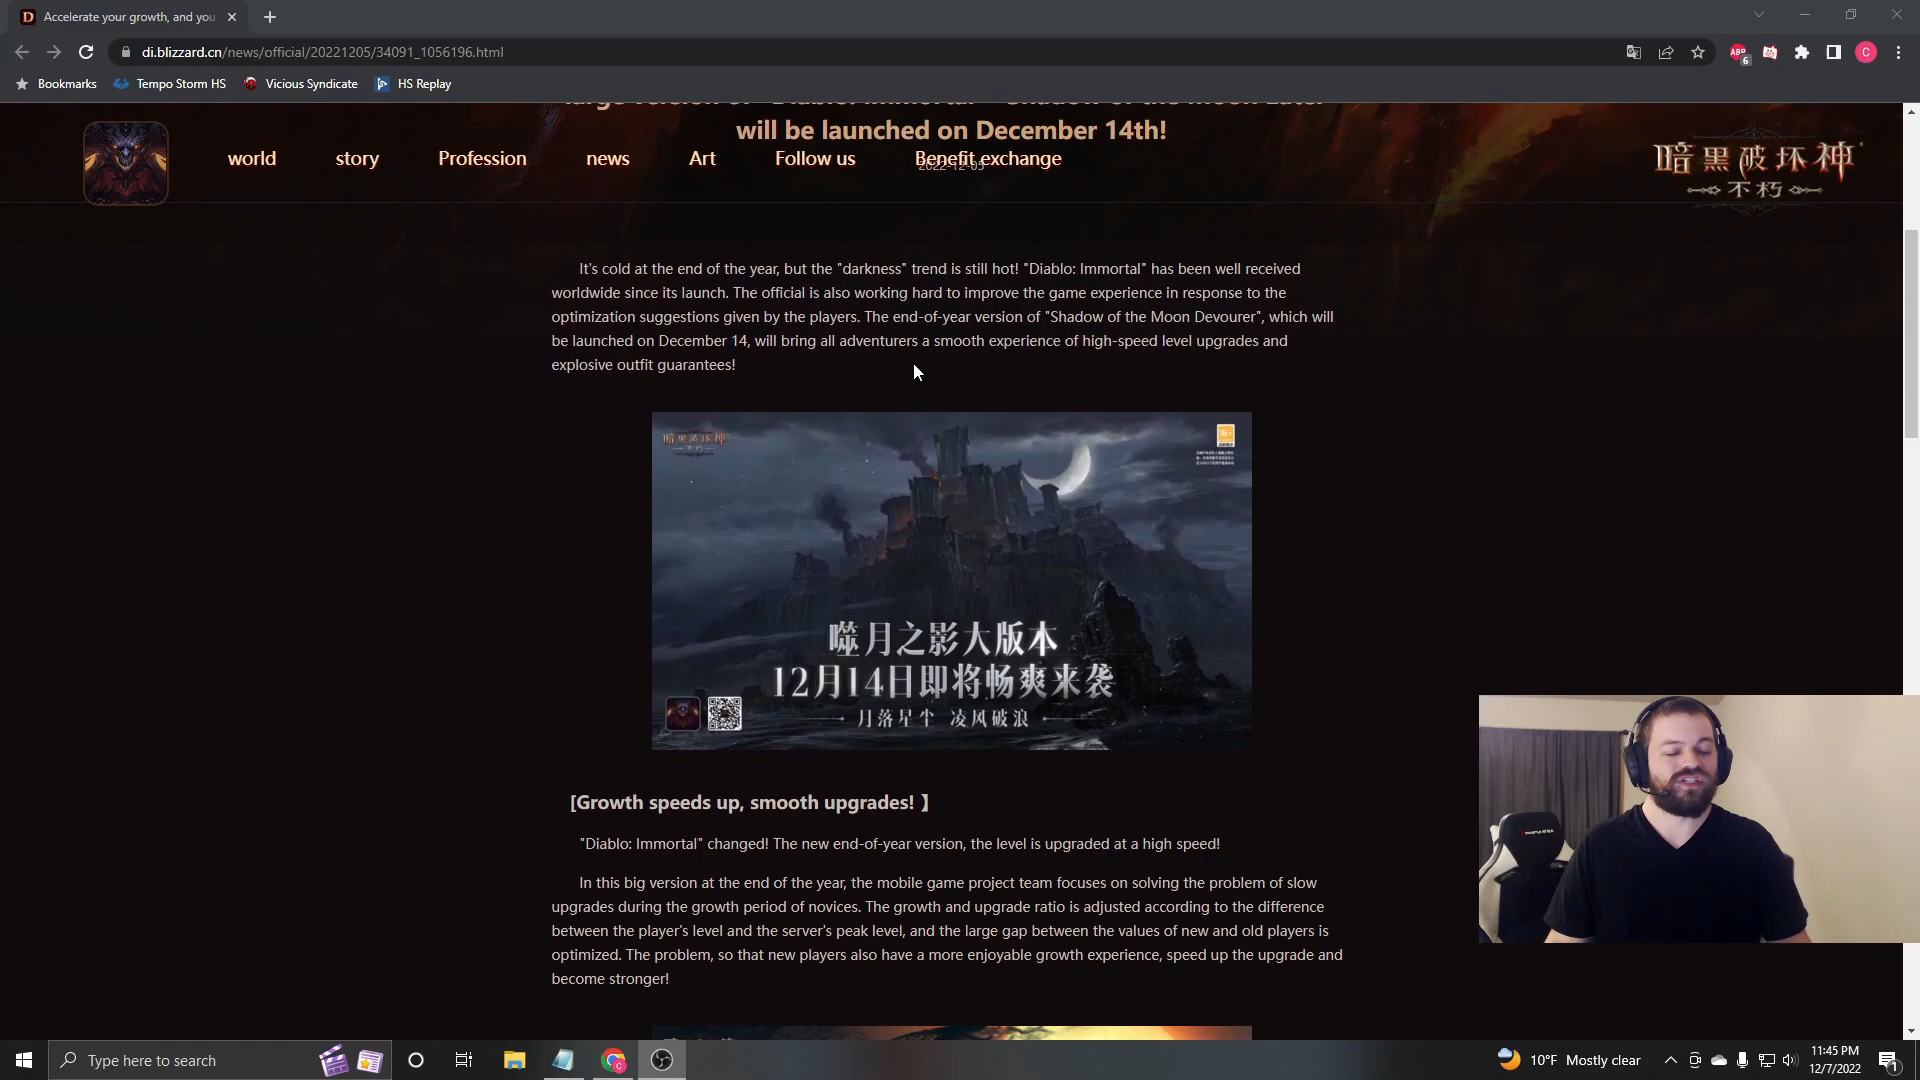 Accelerate your growth, and you
di.blizzard.cn/news/official/20221205/34091_1056196.html
ABP
6
C
Bookmarks
Tempo Storm HS
Vicious Syndicate
HS Replay
will be launched on December 14th!
world
story
Profession
news
Art
Follow us
Benefit exchange
2022-12-05
暗黑破坏神
不朽
It's cold at the end of the year, but the "darkness" trend is still hot! "Diablo: Immortal" has been well received
worldwide since its launch. The official is also working hard to improve the game experience in response to the
optimization suggestions given by the players. The end-of-year version of "Shadow of the Moon Devourer", which will
be launched on December 14, will bring all adventurers a smooth experience of high-speed level upgrades and
explosive outfit guarantees!
暗黑破坏神
不朽
16+
噬月之影大版本
12月14日即将畅爽来袭
月落星尘 凌风破浪
[Growth speeds up, smooth upgrades! 】
"Diablo: Immortal" changed! The new end-of-year version, the level is upgraded at a high speed!
In this big version at the end of the year, the mobile game project team focuses on solving the problem of slow
upgrades during the growth period of novices. The growth and upgrade ratio is adjusted according to the difference
between the player's level and the server's peak level, and the large gap between the values of new and old players is
optimized. The problem, so that new players also have a more enjoyable growth experience, speed up the upgrade and
become stronger!
Type here to search
10°F Mostly clear
11:45 PM
12/7/2022
1